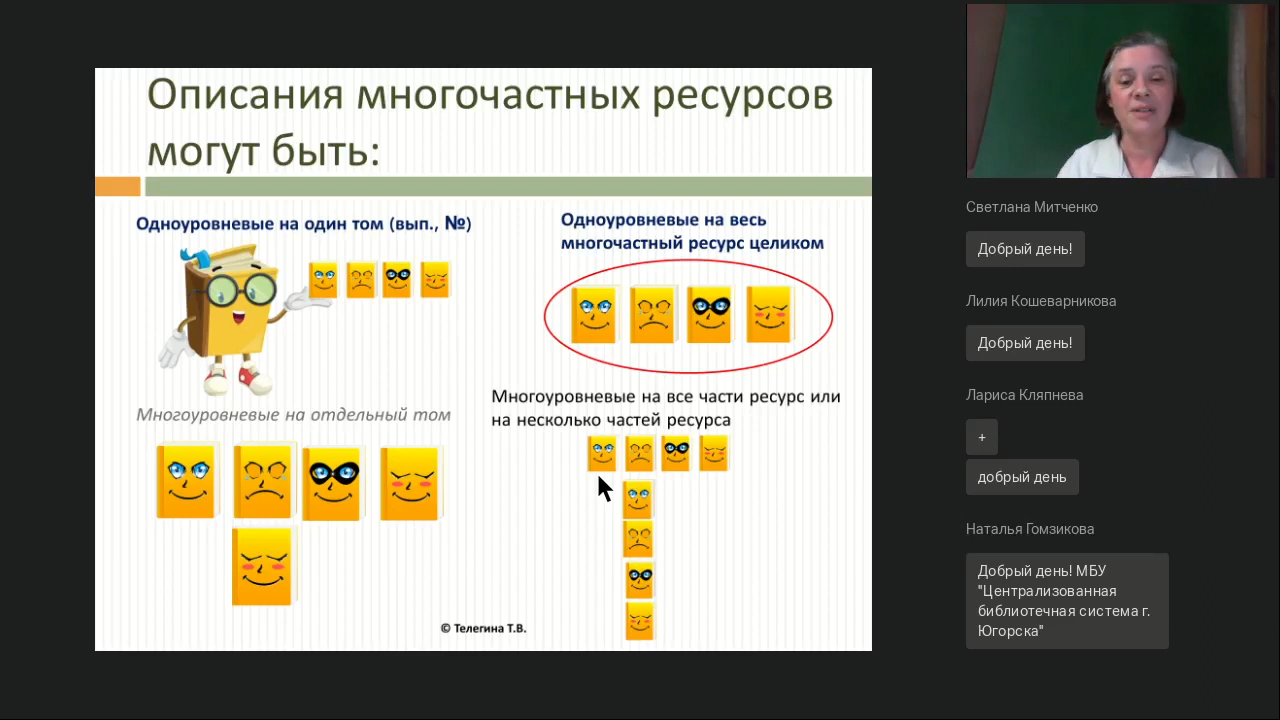 Описания многочастных ресурсов
могут быть:
Одноуровневые на один том (вып., №)
Одноуровневые на весь
многочастный ресурс целиком
Многоуровневые на отдельный том
Многоуровневые на все части ресурс или
на несколько частей ресурса
© Телегина Т.В.
Светлана Митченко
Добрый день!
Лилия Кошеварникова
Добрый день!
Лариса Кляпнева
+
добрый день
Наталья Гомзикова
Добрый день! МБУ
"Централизованная
библиотечная система г.
Югорска"